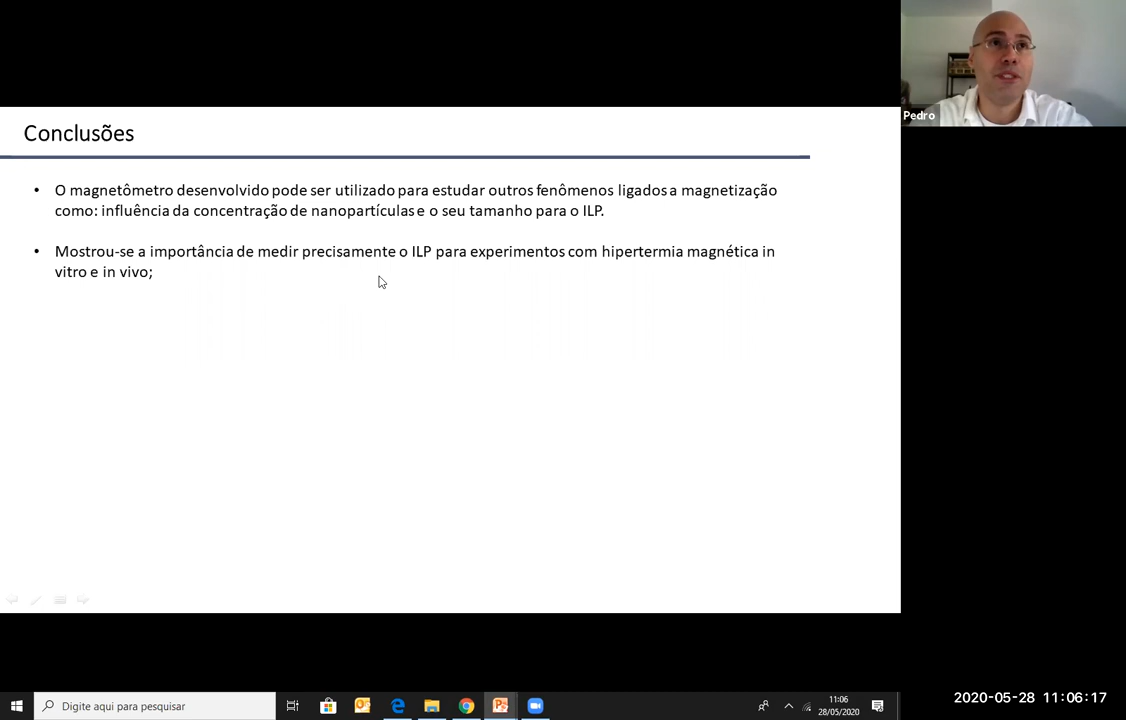 Pedro
Conclusões
• O magnetômetro desenvolvido pode ser utilizado para estudar outros fenômenos ligados a magnetização
como: influência da concentração de nanopartículas e o seu tamanho para o ILP.
• Mostrou-se a importância de medir precisamente o ILP para experimentos com hipertermia magnética in
vitro e in vivo;
Digite aqui para pesquisar
11:06
28/05/2020
2020-05-28 11:06:17